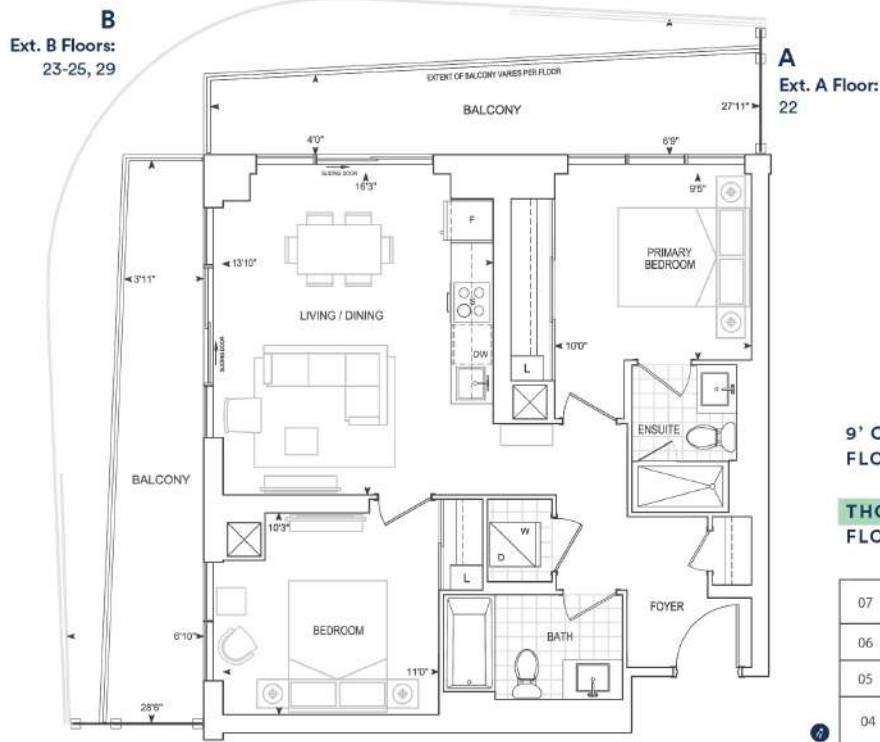 B
Ext. B Floors:
23-25, 29
A
Ext. A Floor:
22
EXTENT OF BALCONY VARIES PER FLOOR
BALCONY
27'11"
4'0"
6'9"
SLIDING DOOR
16'3"
9'5"
F
13'10"
3'11"
PRIMARY
BEDROOM
LIVING / DINING
SLIDING DOOR
10'0"
DW
L
ENSUITE
9' C
FLO
BALCONY
THO
FLO
10'3"
W
D
L
07
FOYER
06
BEDROOM
BATH
6'10"
05
11'0"
28'6"
04